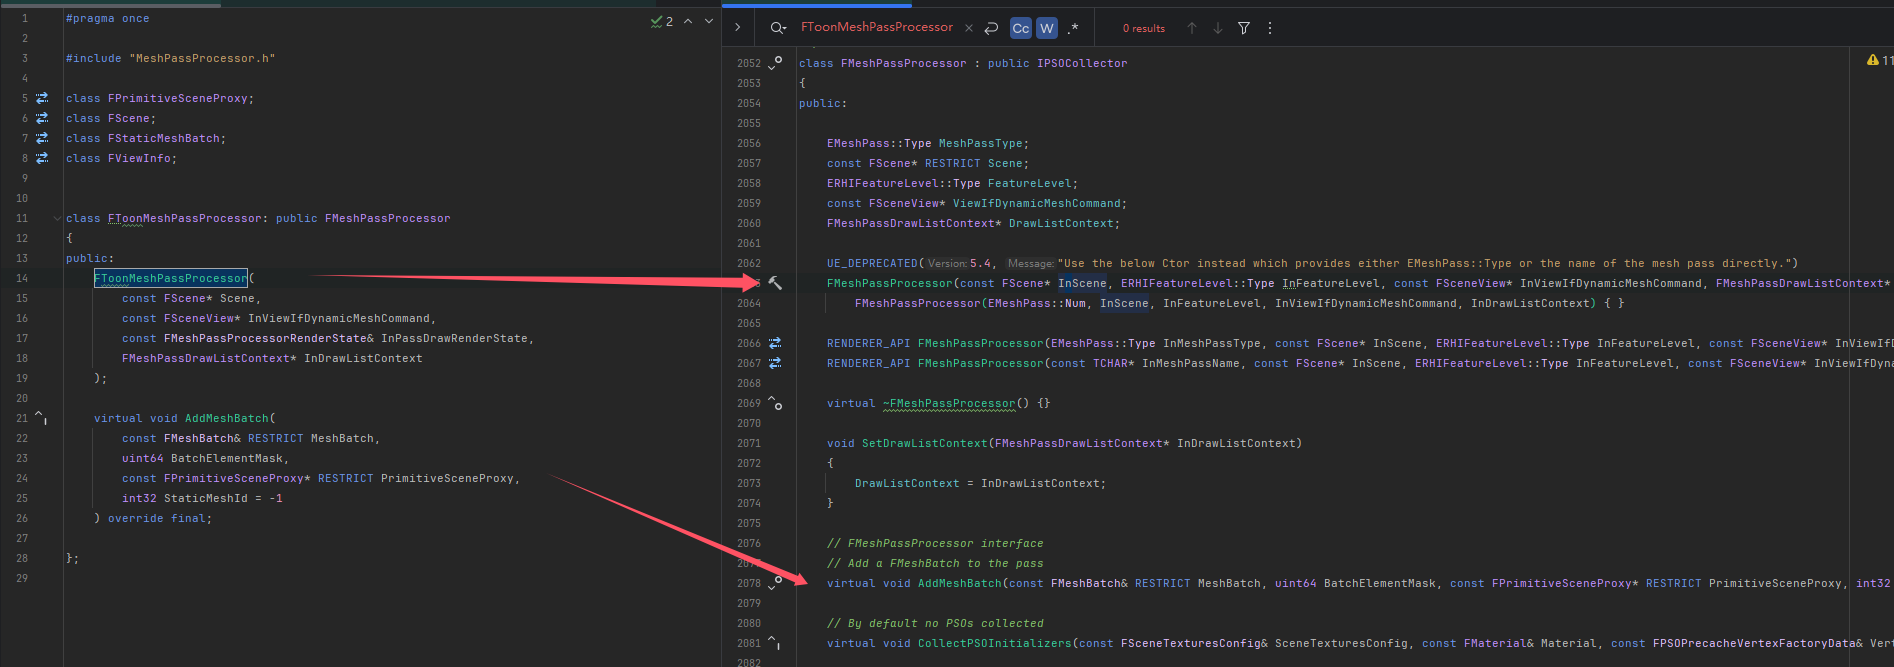 1 #pragma once
2
3 #include "MeshPassProcessor.h"
4
5 class FPrimitiveSceneProxy;
6 class FScene;
7 class FStaticMeshBatch;
8 class FViewInfo;
9
10
11 class FToonMeshPassProcessor: public FMeshPassProcessor
12 {
13 public:
14 FToonMeshPassProcessor(
15 const FScene* Scene,
16 const FSceneView* InViewIfDynamicMeshCommand,
17 const FMeshPassProcessorRenderState& InPassDrawRenderState,
18 FMeshPassDrawListContext* InDrawListContext
19 );
20
21 virtual void AddMeshBatch(
22 const FMeshBatch& RESTRICT MeshBatch,
23 uint64 BatchElementMask,
24 const FPrimitiveSceneProxy* RESTRICT PrimitiveSceneProxy,
25 int32 StaticMeshId = -1
26 ) override final;
27
28 };
29
2
FToonMeshPassProcessor × Cc W .* 0 results
11
2052 class FMeshPassProcessor : public IPSOCollector
2053 {
2054 public:
2055
2056 EMeshPass::Type MeshPassType;
2057 const FScene* RESTRICT Scene;
2058 ERHIFeatureLevel::Type FeatureLevel;
2059 const FSceneView* ViewIfDynamicMeshCommand;
2060 FMeshPassDrawListContext* DrawListContext;
2061
2062 UE_DEPRECATED(Version: 5.4, Message: "Use the below Ctor instead which provides either EMeshPass::Type or the name of the mesh pass directly.")
FMeshPassProcessor(const FScene* InScene, ERHIFeatureLevel::Type InFeatureLevel, const FSceneView* InViewIfDynamicMeshCommand, FMeshPassDrawListContext*
2064 FMeshPassProcessor(EMeshPass::Num, InScene, InFeatureLevel, InViewIfDynamicMeshCommand, InDrawListContext) { }
2065
2066 RENDERER_API FMeshPassProcessor(EMeshPass::Type InMeshPassType, const FScene* InScene, ERHIFeatureLevel::Type InFeatureLevel, const FSceneView* InViewIfD
2067 RENDERER_API FMeshPassProcessor(const TCHAR* InMeshPassName, const FScene* InScene, ERHIFeatureLevel::Type InFeatureLevel, const FSceneView* InViewIfDyna
2068
2069 virtual ~FMeshPassProcessor() {}
2070
2071 void SetDrawListContext(FMeshPassDrawListContext* InDrawListContext)
2072 {
2073 DrawListContext = InDrawListContext;
2074 }
2075
2076 // FMeshPassProcessor interface
// Add a FMeshBatch to the pass
2078 virtual void AddMeshBatch(const FMeshBatch& RESTRICT MeshBatch, uint64 BatchElementMask, const FPrimitiveSceneProxy* RESTRICT PrimitiveSceneProxy, int32
2079
2080 // By default no PSOs collected
2081 virtual void CollectPSOInitializers(const FSceneTexturesConfig& SceneTexturesConfig, const FMaterial& Material, const FPSOPrecacheVertexFactoryData& Ver
2082